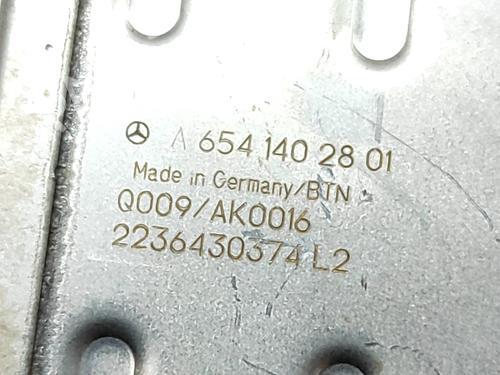 A 654 140 28 01
Made in Germany/BTN
Q009/AK0016
2236430374 L2